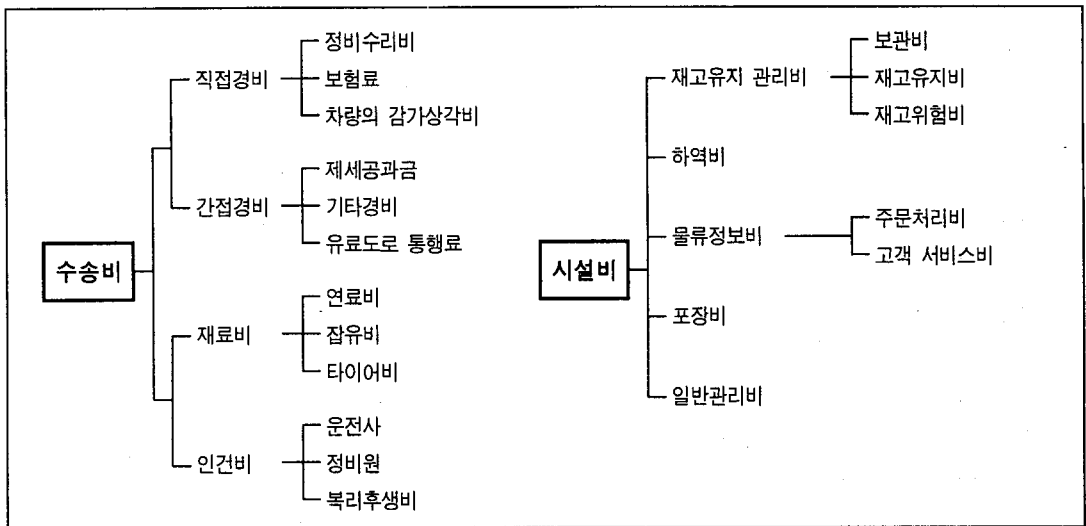 수송비
직접경비
정비수리비
보험료
차량의 감가상각비
간접경비
제세공과금
기타경비
유료도로 통행료
재료비
연료비
잡유비
타이어비
인건비
운전사
정비원
복리후생비
시설비
재고유지 관리비
보관비
재고유지비
재고위험비
하역비
물류정보비
주문처리비
고객 서비스비
포장비
일반관리비